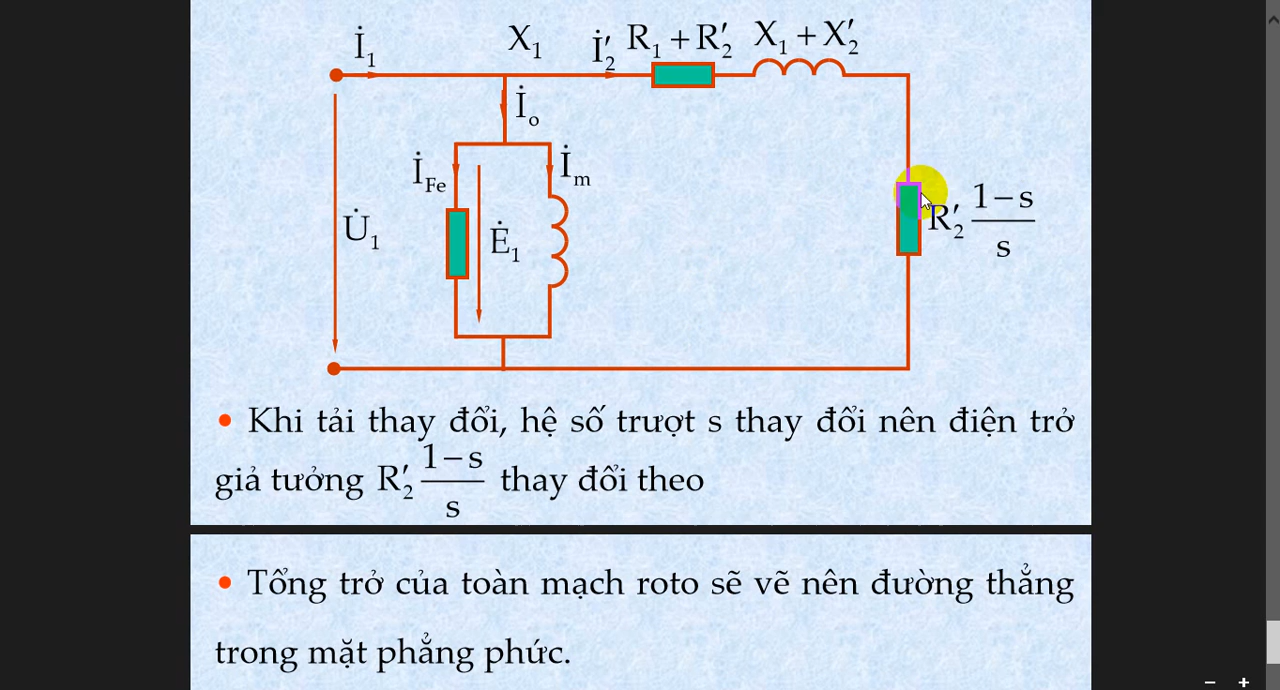 İ₁ X₁ İ′₂ R₁ + R′₂ X₁ + X′₂
İₒ
İFe İm
U̇₁ Ė₁ R′₂ (1−s)/s
• Khi tải thay đổi, hệ số trượt s thay đổi nên điện trở
giả tưởng R′₂ (1−s)/s thay đổi theo
• Tổng trở của toàn mạch roto sẽ vẽ nên đường thẳng
trong mặt phẳng phức.
− +